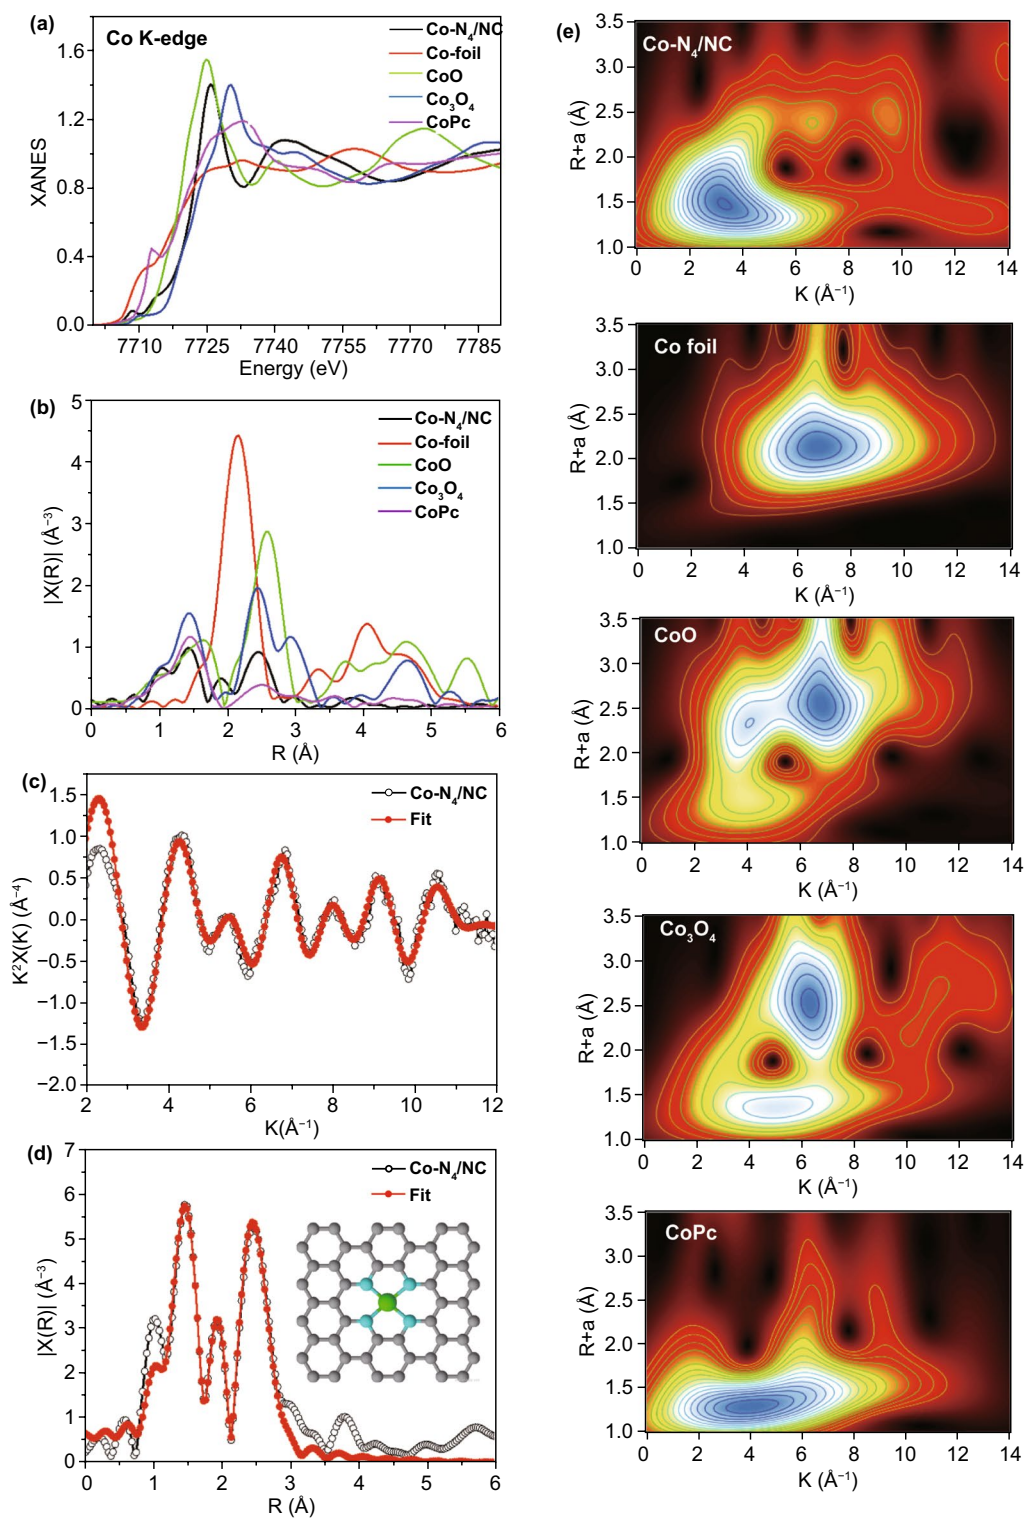 (a)
Co K-edge
Co-N₄/NC
Co-foil
CoO
Co₃O₄
CoPc
XANES
1.6
1.2
0.8
0.4
0.0
7710 7725 7740 7755 7770 7785
Energy (eV)
(b)
Co-N₄/NC
Co-foil
CoO
Co₃O₄
CoPc
|X(R)| (Å⁻³)
5
4
3
2
1
0
0 1 2 3 4 5 6
R (Å)
(c)
Co-N₄/NC
Fit
K²X(K) (Å⁻⁴)
1.5
1.0
0.5
0.0
−0.5
−1.0
−1.5
−2.0
2 4 6 8 10 12
K(Å⁻¹)
(d)
Co-N₄/NC
Fit
|X(R)| (Å⁻³)
7
6
5
4
3
2
1
0
0 1 2 3 4 5 6
R (Å)
(e)
Co-N₄/NC
R+a (Å)
3.5
3.0
2.5
2.0
1.5
1.0
0 2 4 6 8 10 12 14
K (Å⁻¹)
Co foil
R+a (Å)
3.5
3.0
2.5
2.0
1.5
1.0
0 2 4 6 8 10 12 14
K (Å⁻¹)
CoO
R+a (Å)
3.5
3.0
2.5
2.0
1.5
1.0
0 2 4 6 8 10 12 14
K (Å⁻¹)
Co₃O₄
R+a (Å)
3.5
3.0
2.5
2.0
1.5
1.0
0 2 4 6 8 10 12 14
K (Å⁻¹)
CoPc
R+a (Å)
3.5
3.0
2.5
2.0
1.5
1.0
0 2 4 6 8 10 12 14
K (Å⁻¹)